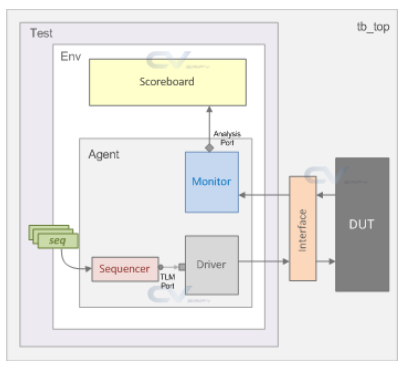 tb_top
Test
Env
Scoreboard
Analysis
Port
Agent
Monitor
Interface
DUT
seq
Sequencer
TLM
Port
Driver